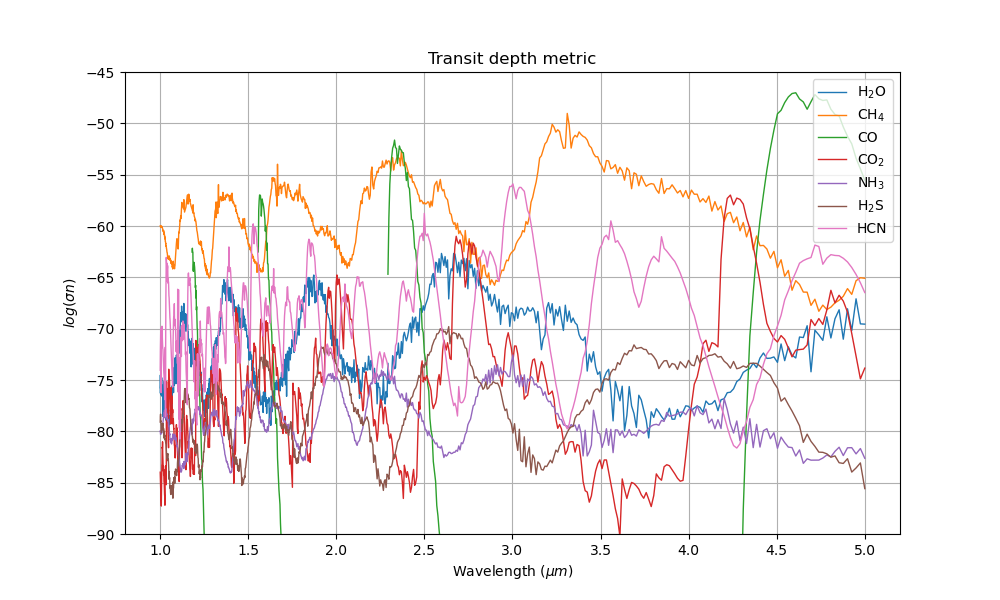 Transit depth metric
log(σn)
−45
−50
−55
−60
−65
−70
−75
−80
−85
−90
1.0 1.5 2.0 2.5 3.0 3.5 4.0 4.5 5.0
Wavelength (μm)
H₂O
CH₄
CO
CO₂
NH₃
H₂S
HCN